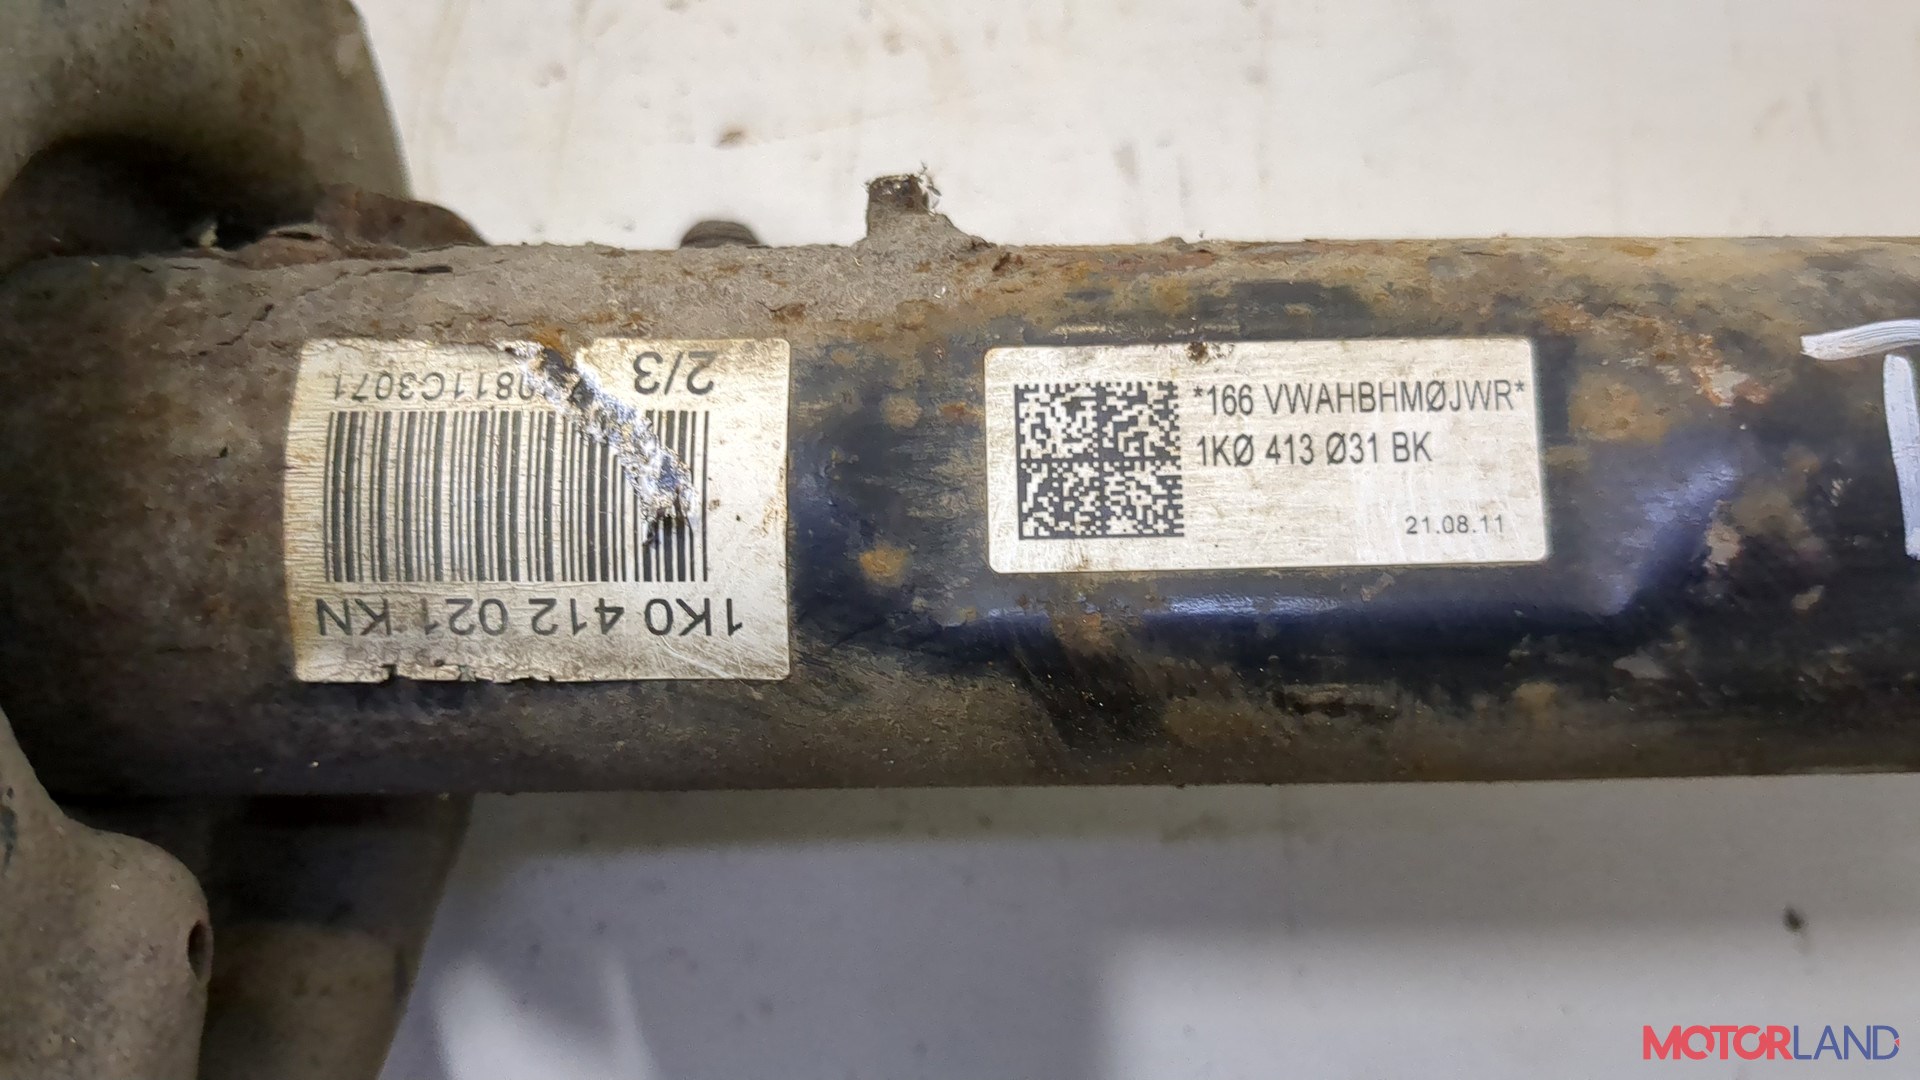 1K0 412 021 KN
0811C3071
2/3
*166 VWAHBHMØJWR*
1KØ 413 Ø31 BK
21.08.11
MOTORLAND